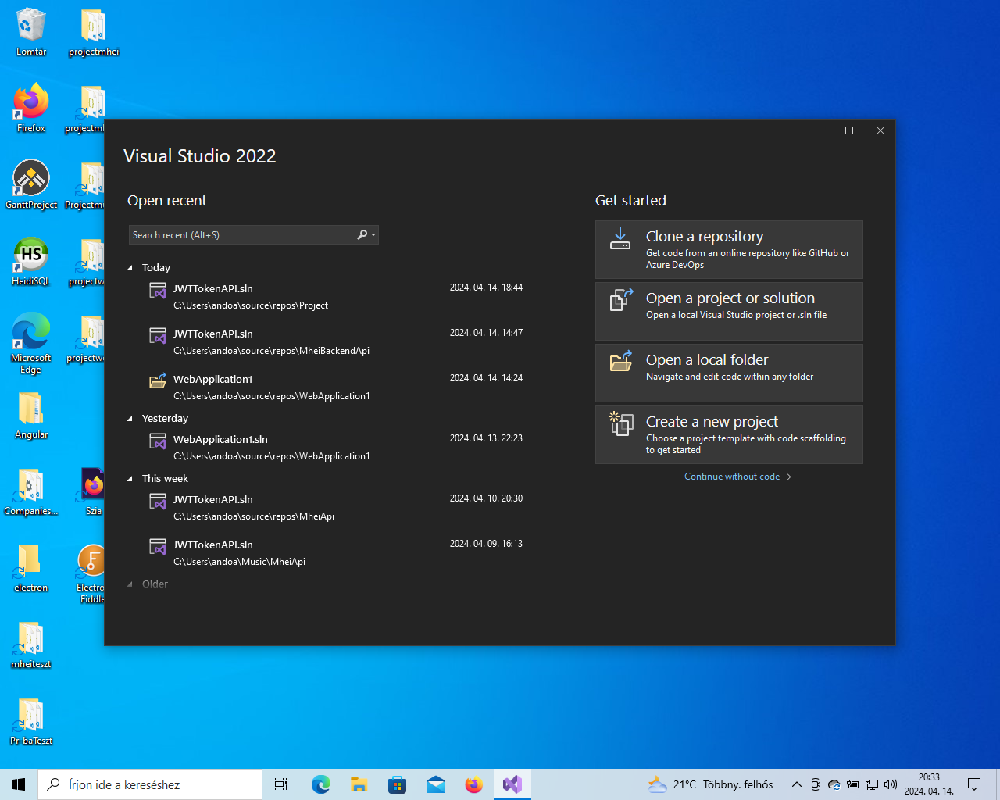 Lomtár
projectmhei
Firefox
projectml
GanttProject
Projectmu
HS
HeidiSQL
projectw
Microsoft
Edge
projectwe
Angular
Companies...
Szia
electron
Electro
Fiddle
mheiteszt
Pr-baTeszt
Visual Studio 2022
Open recent
Search recent (Alt+S)
Today
JWTTokenAPI.sln
2024. 04. 14. 18:44
C:\Users\andoa\source\repos\Project
JWTTokenAPI.sln
2024. 04. 14. 14:47
C:\Users\andoa\source\repos\MheiBackendApi
WebApplication1
2024. 04. 14. 14:24
C:\Users\andoa\source\repos\WebApplication1
Yesterday
WebApplication1.sln
2024. 04. 13. 22:23
C:\Users\andoa\source\repos\WebApplication1
This week
JWTTokenAPI.sln
2024. 04. 10. 20:30
C:\Users\andoa\source\repos\MheiApi
JWTTokenAPI.sln
2024. 04. 09. 16:13
C:\Users\andoa\Music\MheiApi
Older
Get started
Clone a repository
Get code from an online repository like GitHub or
Azure DevOps
Open a project or solution
Open a local Visual Studio project or .sln file
Open a local folder
Navigate and edit code within any folder
Create a new project
Choose a project template with code scaffolding
to get started
Continue without code →
Írjon ide a kereséshez
21°C Többny. felhős
20:33
2024. 04. 14.